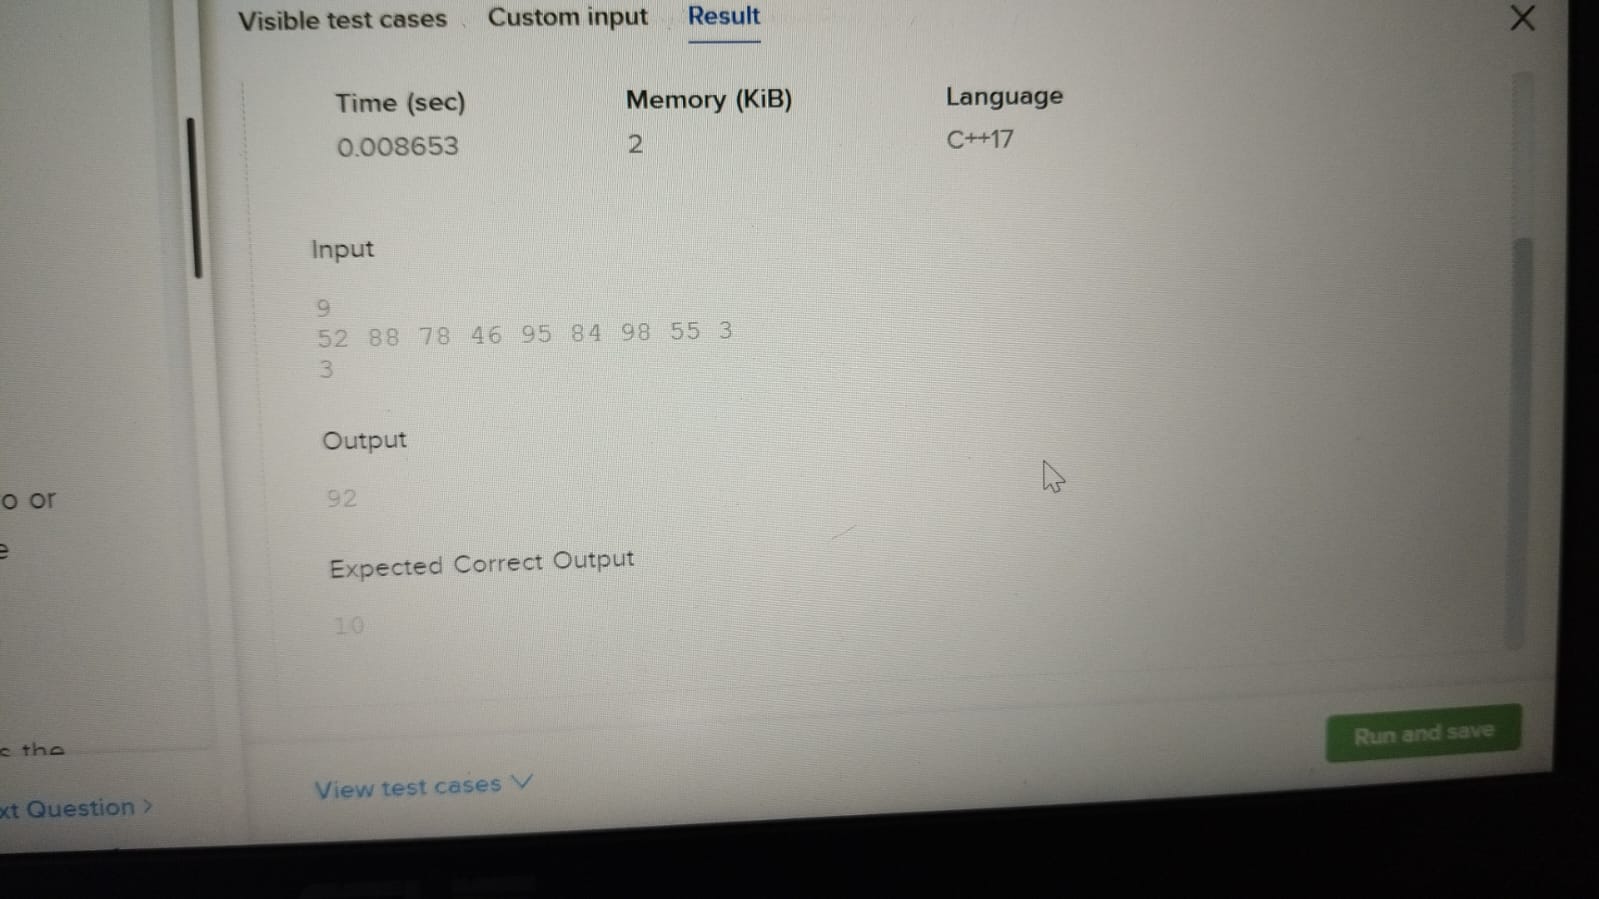 Visible test cases Custom input Result
Time (sec) Memory (KiB) Language
0.008653 2 C++17
Input
9
52 88 78 46 95 84 98 55 3
3
Output
92
Expected Correct Output
10
Run and save
View test cases
o or
e
s the
xt Question >